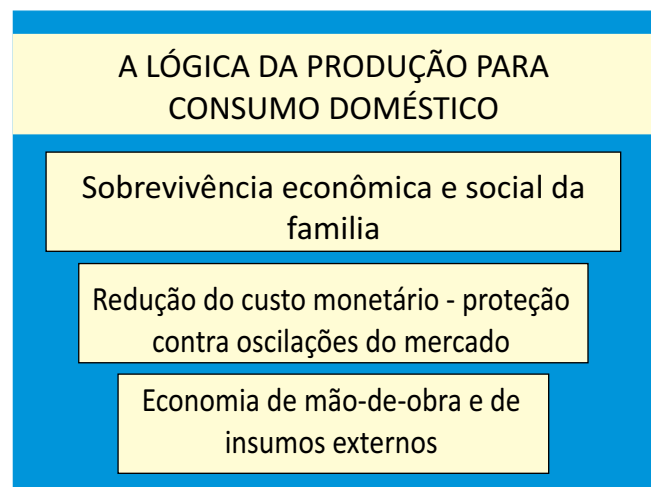 A LÓGICA DA PRODUÇÃO PARA
CONSUMO DOMÉSTICO
Sobrevivência econômica e social da
familia
Redução do custo monetário - proteção
contra oscilações do mercado
Economia de mão-de-obra e de
insumos externos